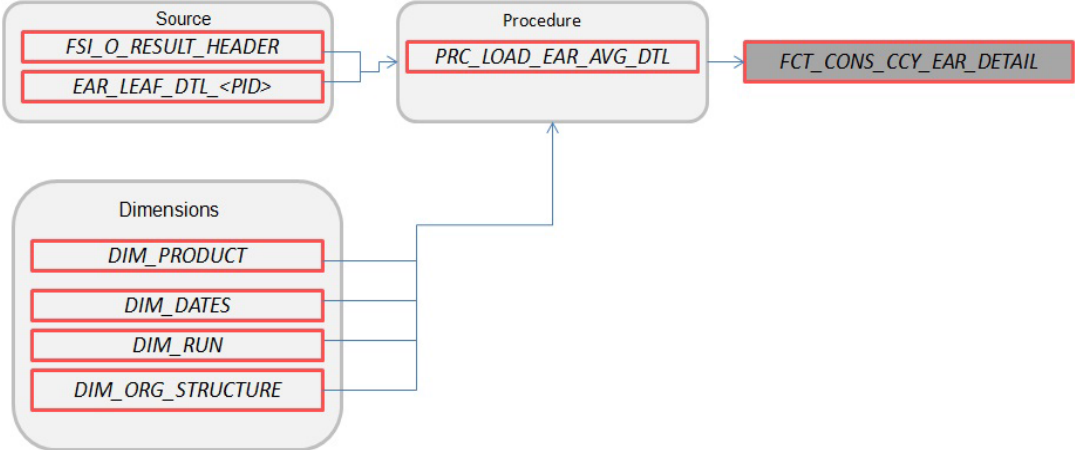 Source
FSI_O_RESULT_HEADER
EAR_LEAF_DTL_<PID>
Procedure
PRC_LOAD_EAR_AVG_DTL
FCT_CONS_CCY_EAR_DETAIL
Dimensions
DIM_PRODUCT
DIM_DATES
DIM_RUN
DIM_ORG_STRUCTURE